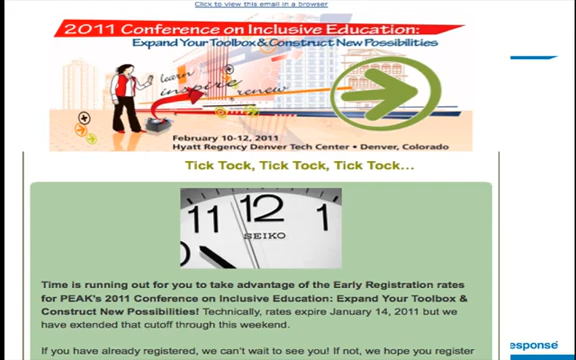 Click to view this email in a browser
2011 Conference on Inclusive Education:
Expand Your Toolbox & Construct New Possibilities
learn
inspire
renew
February 10-12, 2011
Hyatt Regency Denver Tech Center • Denver, Colorado
Tick Tock, Tick Tock, Tick Tock...
11 12 1
SEIKO
Time is running out for you to take advantage of the Early Registration rates
for PEAK's 2011 Conference on Inclusive Education: Expand Your Toolbox &
Construct New Possibilities! Technically, rates expire January 14, 2011 but we
have extended that cutoff through this weekend.
esponse
If you have already registered, we can't wait to see you! If not, we hope you register